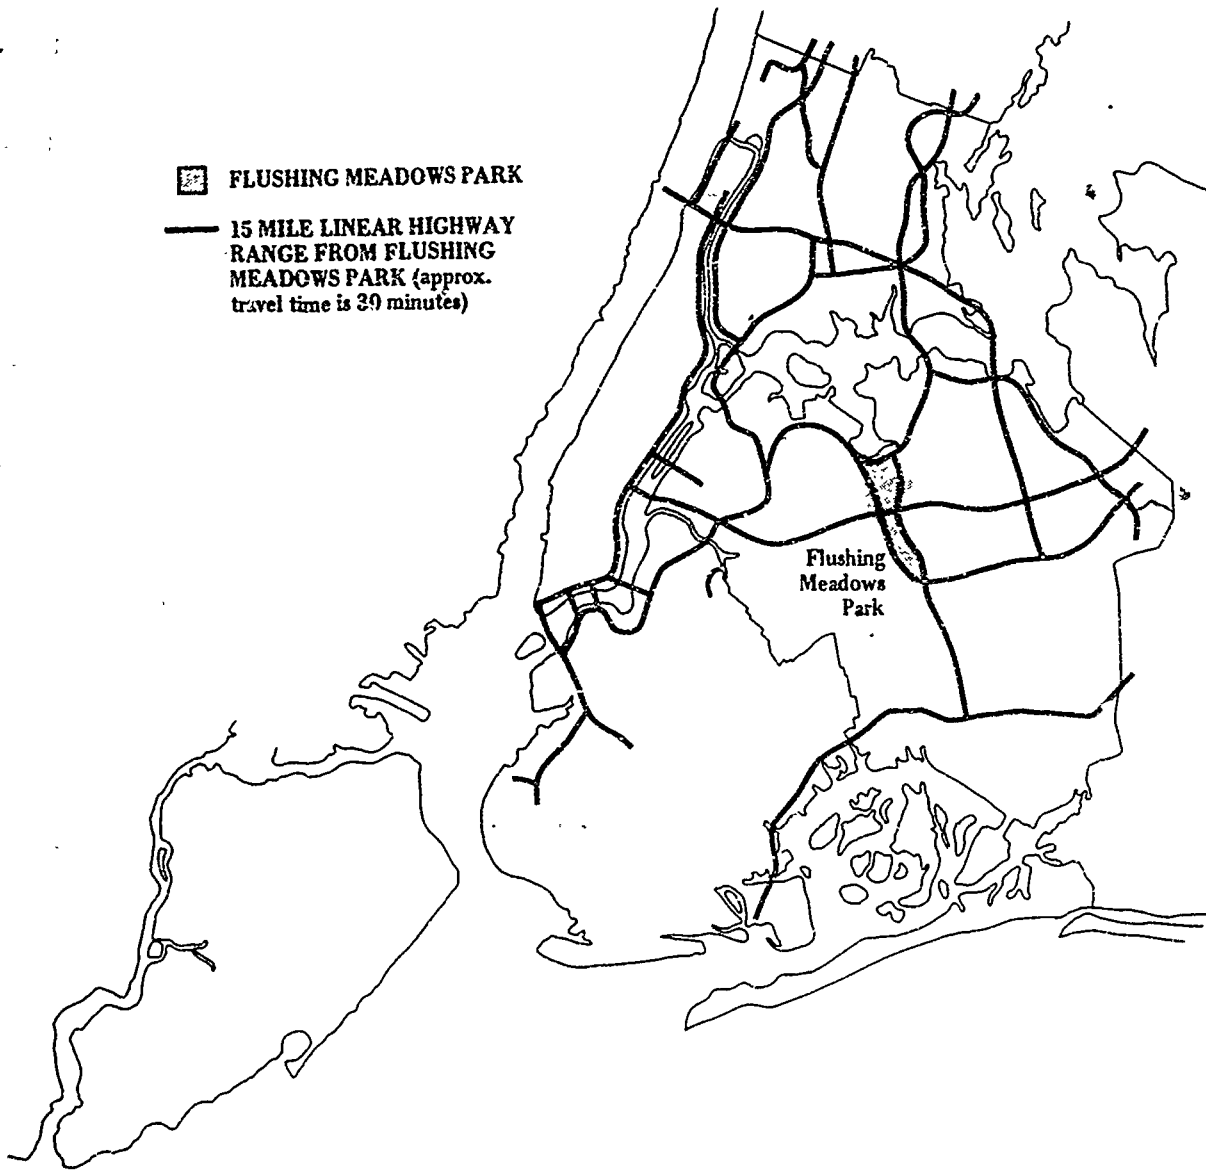 FLUSHING MEADOWS PARK
15 MILE LINEAR HIGHWAY
RANGE FROM FLUSHING
MEADOWS PARK (approx.
travel time is 30 minutes)
Flushing
Meadows
Park